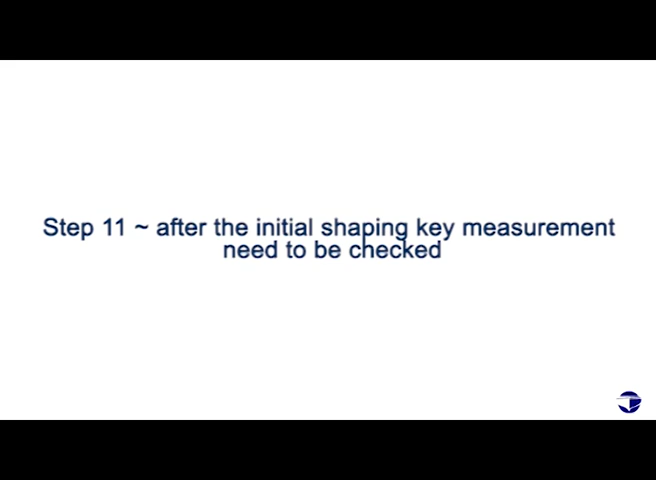 Step 11 ~ after the initial shaping key measurement
need to be checked